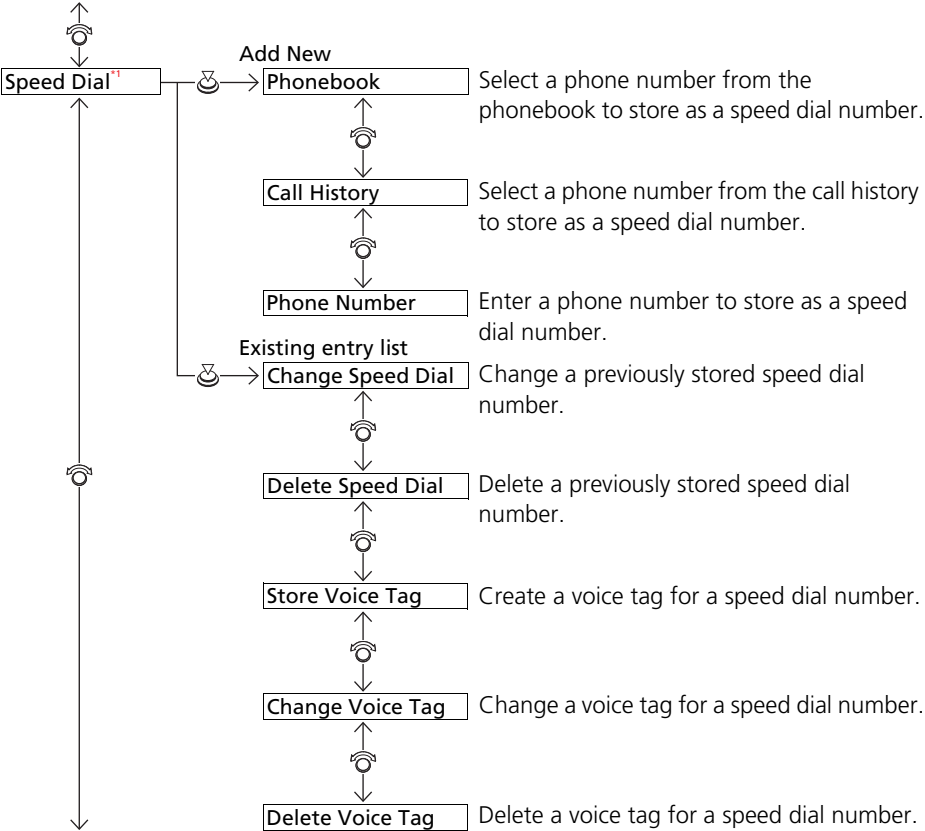 Add New
Speed Dial*1
Phonebook
Select a phone number from the
phonebook to store as a speed dial number.
Call History
Select a phone number from the call history
to store as a speed dial number.
Phone Number
Enter a phone number to store as a speed
dial number.
Existing entry list
Change Speed Dial
Change a previously stored speed dial
number.
Delete Speed Dial
Delete a previously stored speed dial
number.
Store Voice Tag
Create a voice tag for a speed dial number.
Change Voice Tag
Change a voice tag for a speed dial number.
Delete Voice Tag
Delete a voice tag for a speed dial number.